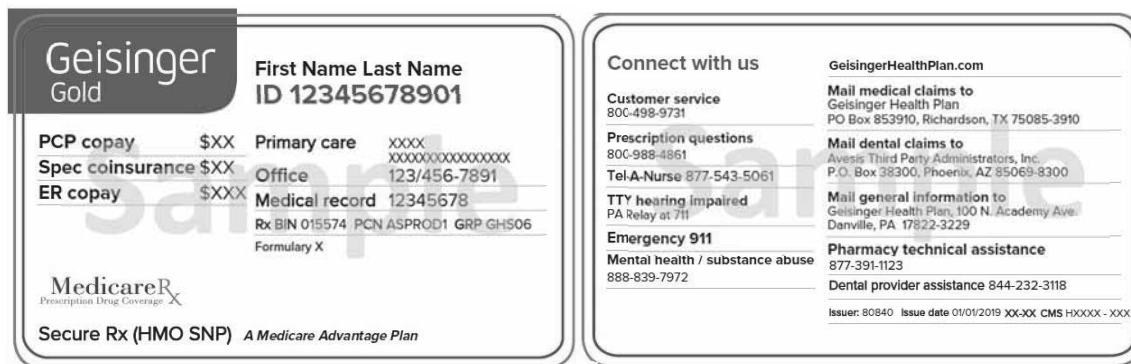 Geisinger
Gold
First Name Last Name
ID 12345678901
PCP copay $XX
Spec coinsurance $XX
ER copay $XXX
Primary care XXXX
XXXXXXXXXXXXXXXX
Office 123/456-7891
Medical record 12345678
Rx BIN 015574 PCN ASPROD1 GRP GHS06
Formulary X
Sample
MedicareRx
Prescription Drug Coverage
Secure Rx (HMO SNP) A Medicare Advantage Plan
Connect with us
Customer service
800-498-9731
Prescription questions
800-988-4861
Tel-A-Nurse 877-543-5061
TTY hearing impaired
PA Relay at 711
Emergency 911
Mental health / substance abuse
888-839-7972
GeisingerHealthPlan.com
Mail medical claims to
Geisinger Health Plan
PO Box 853910, Richardson, TX 75085-3910
Mail dental claims to
Avesis Third Party Administrators, Inc.
P.O. Box 38300, Phoenix, AZ 85069-8300
Mail general information to
Geisinger Health Plan, 100 N. Academy Ave.
Danville, PA 17822-3229
Pharmacy technical assistance
877-391-1123
Dental provider assistance 844-232-3118
Issuer: 80840 Issue date 01/01/2019 XX-XX CMS HXXXX - XXX
Sample